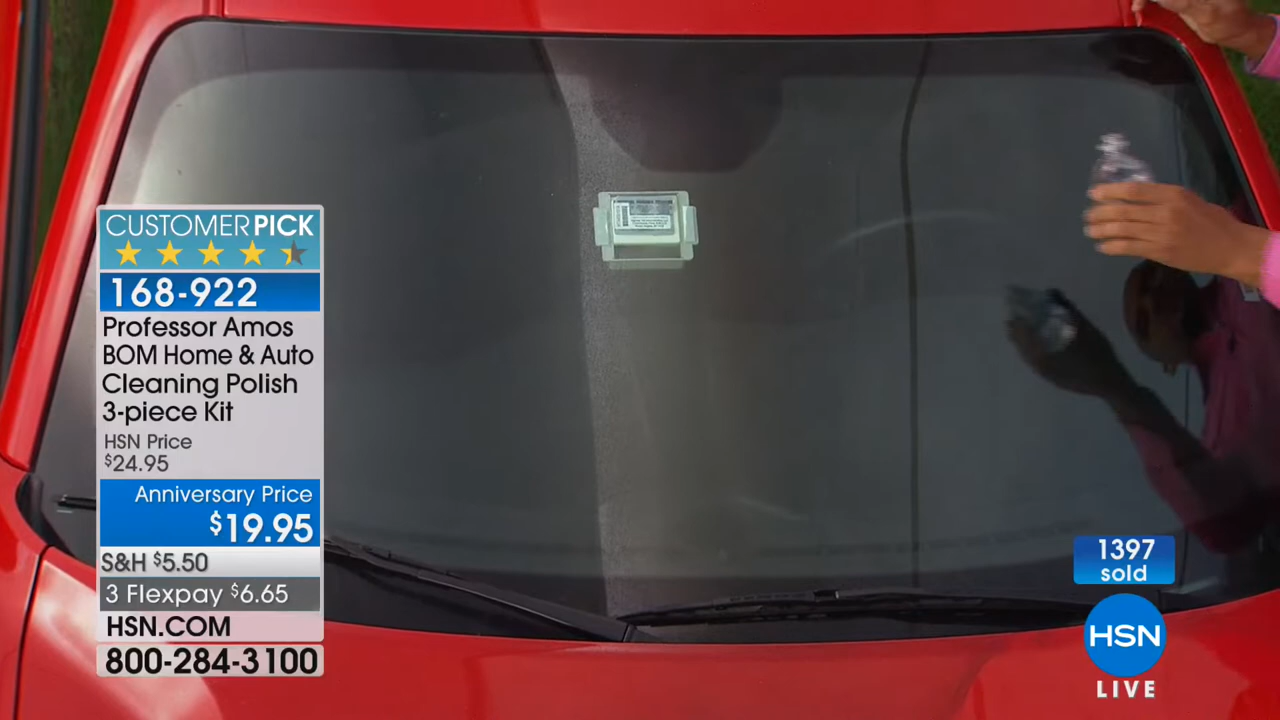 CUSTOMERPICK
168-922
Professor Amos
BOM Home & Auto
Cleaning Polish
3-piece Kit
HSN Price
$24.95
Anniversary Price
$19.95
S&H $5.50
3 Flexpay $6.65
HSN.COM
800-284-3100
1397
sold
HSN
LIVE